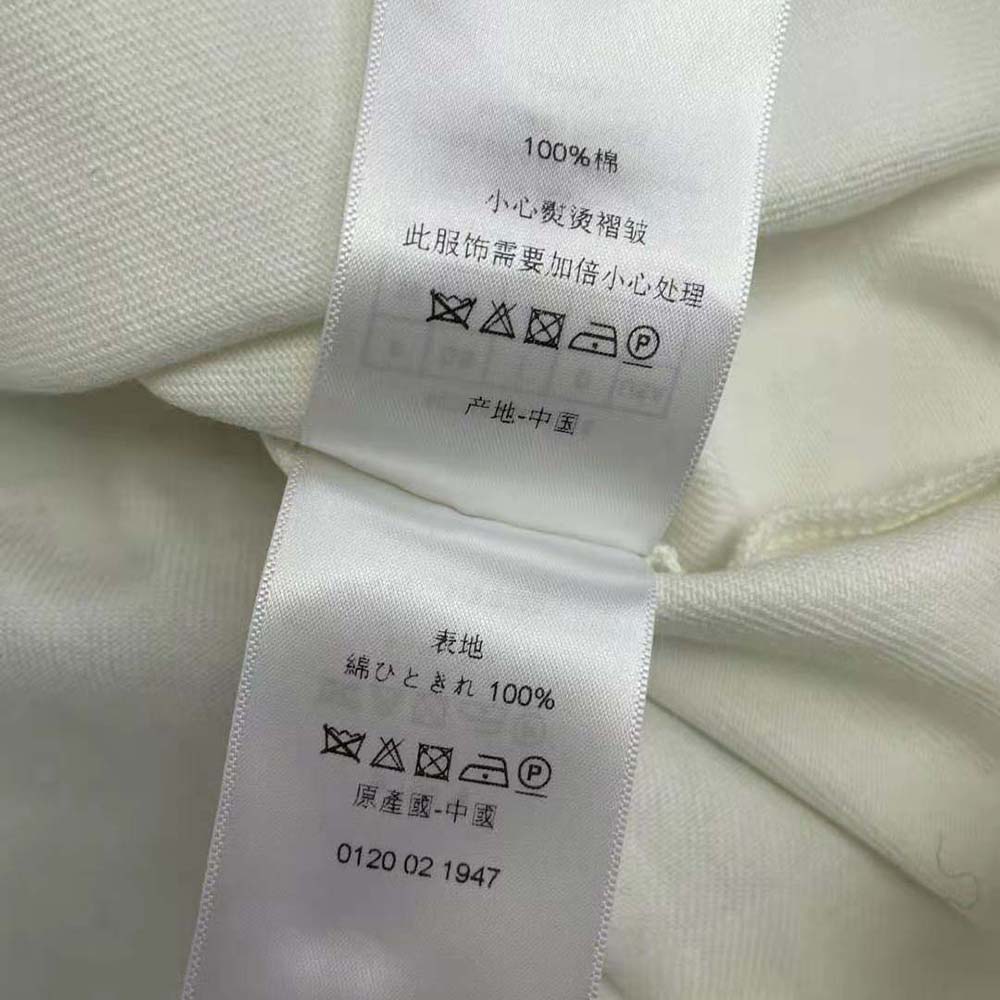 100%棉
小心熨烫褶皱
此服饰需要加倍小心处理
P
产地-中国
表地
綿ひときれ 100%
P
原產國-中國
0120 02 1947